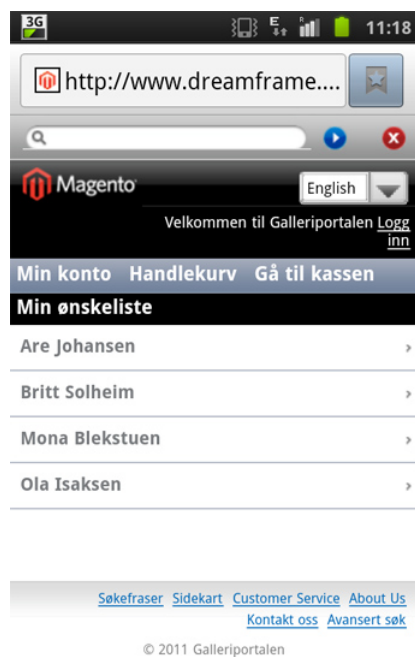 3G
E
R
11:18
http://www.dreamframe....
Magento
English
Velkommen til Galleriportalen Logg
inn
Min konto Handlekurv Gå til kassen
Min ønskeliste
Are Johansen
Britt Solheim
Mona Blekstuen
Ola Isaksen
Søkefraser Sidekart Customer Service About Us
Kontakt oss Avansert søk
© 2011 Galleriportalen